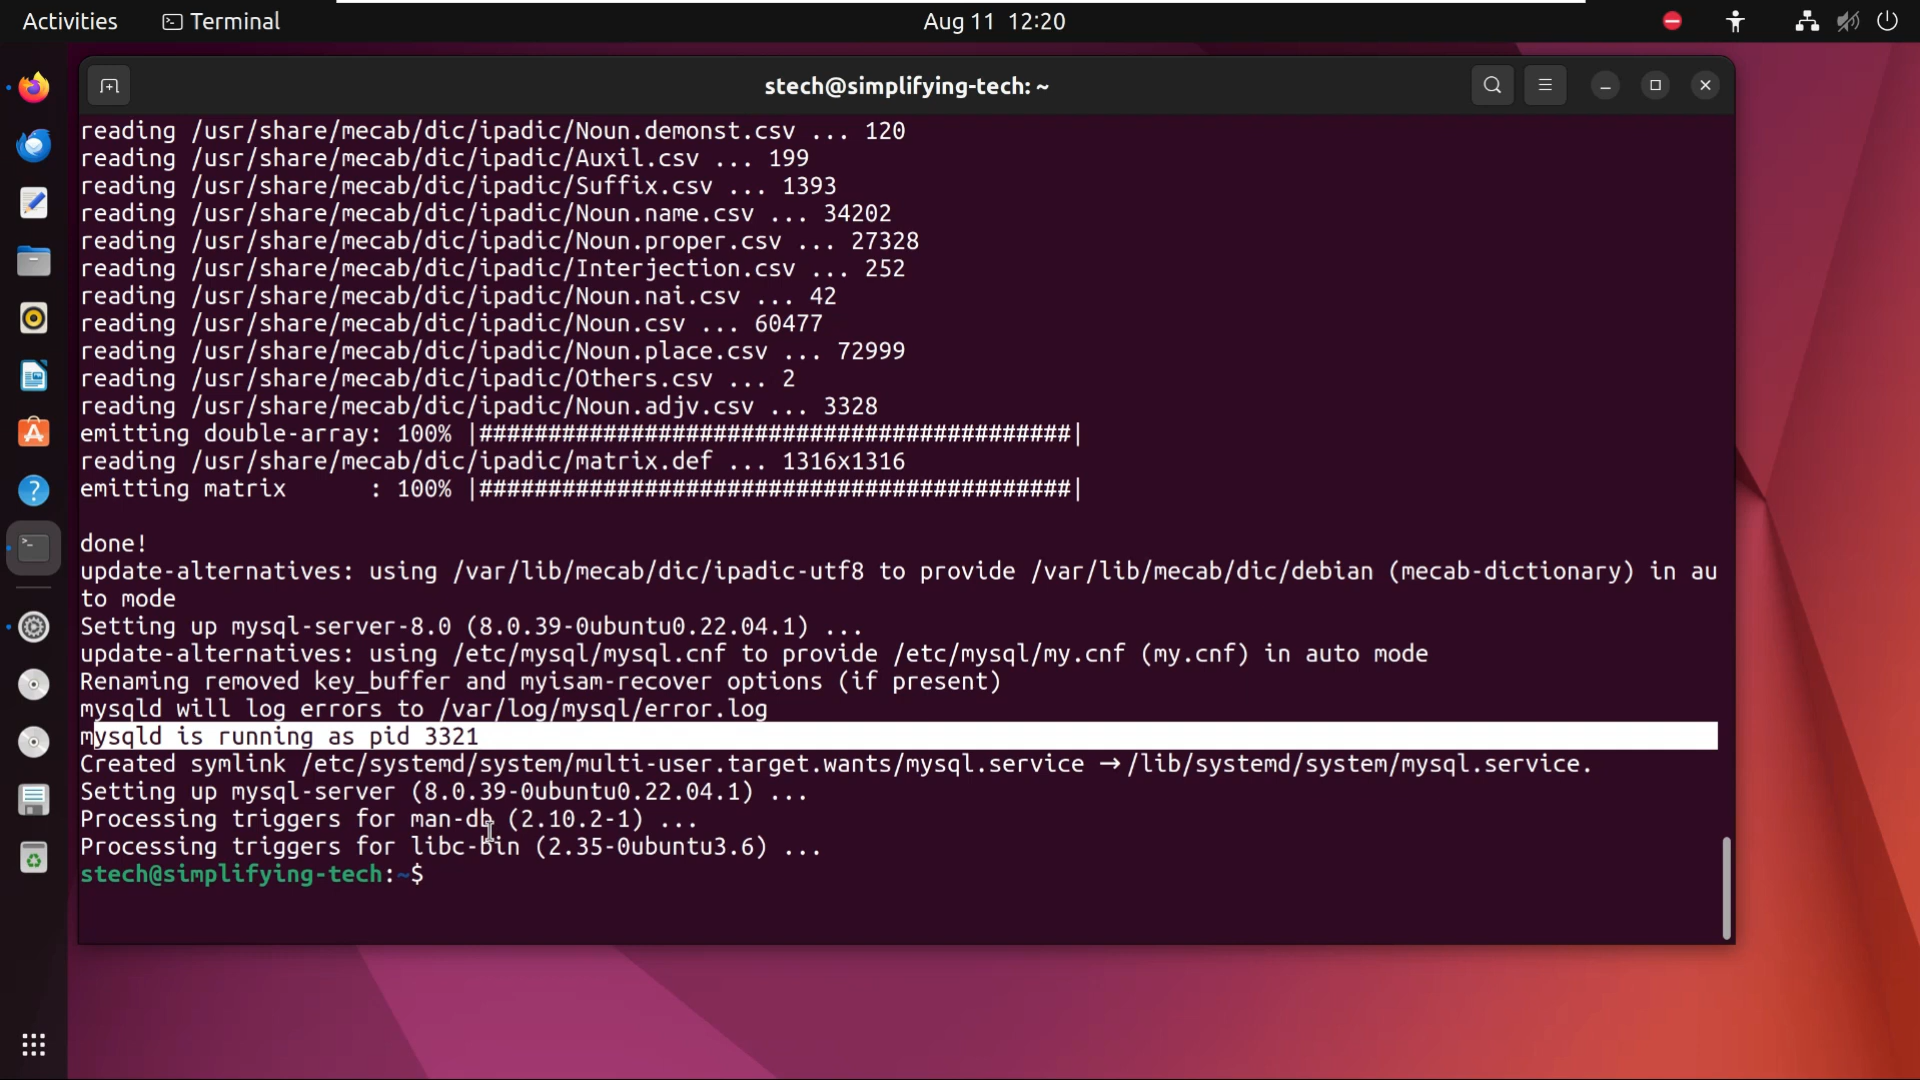 Activities Terminal Aug 11 12:20
stech@simplifying-tech: ~
reading /usr/share/mecab/dic/ipadic/Noun.demonst.csv ... 120
reading /usr/share/mecab/dic/ipadic/Auxil.csv ... 199
reading /usr/share/mecab/dic/ipadic/Suffix.csv ... 1393
reading /usr/share/mecab/dic/ipadic/Noun.name.csv ... 34202
reading /usr/share/mecab/dic/ipadic/Noun.proper.csv ... 27328
reading /usr/share/mecab/dic/ipadic/Interjection.csv ... 252
reading /usr/share/mecab/dic/ipadic/Noun.nai.csv ... 42
reading /usr/share/mecab/dic/ipadic/Noun.csv ... 60477
reading /usr/share/mecab/dic/ipadic/Noun.place.csv ... 72999
reading /usr/share/mecab/dic/ipadic/Others.csv ... 2
reading /usr/share/mecab/dic/ipadic/Noun.adjv.csv ... 3328
emitting double-array: 100% |###########################################|
reading /usr/share/mecab/dic/ipadic/matrix.def ... 1316x1316
emitting matrix      : 100% |###########################################|
done!
update-alternatives: using /var/lib/mecab/dic/ipadic-utf8 to provide /var/lib/mecab/dic/debian (mecab-dictionary) in au
to mode
Setting up mysql-server-8.0 (8.0.39-0ubuntu0.22.04.1) ...
update-alternatives: using /etc/mysql/mysql.cnf to provide /etc/mysql/my.cnf (my.cnf) in auto mode
Renaming removed key_buffer and myisam-recover options (if present)
mysqld will log errors to /var/log/mysql/error.log
mysqld is running as pid 3321
Created symlink /etc/systemd/system/multi-user.target.wants/mysql.service → /lib/systemd/system/mysql.service.
Setting up mysql-server (8.0.39-0ubuntu0.22.04.1) ...
Processing triggers for man-db (2.10.2-1) ...
Processing triggers for libc-bin (2.35-0ubuntu3.6) ...
stech@simplifying-tech:~$